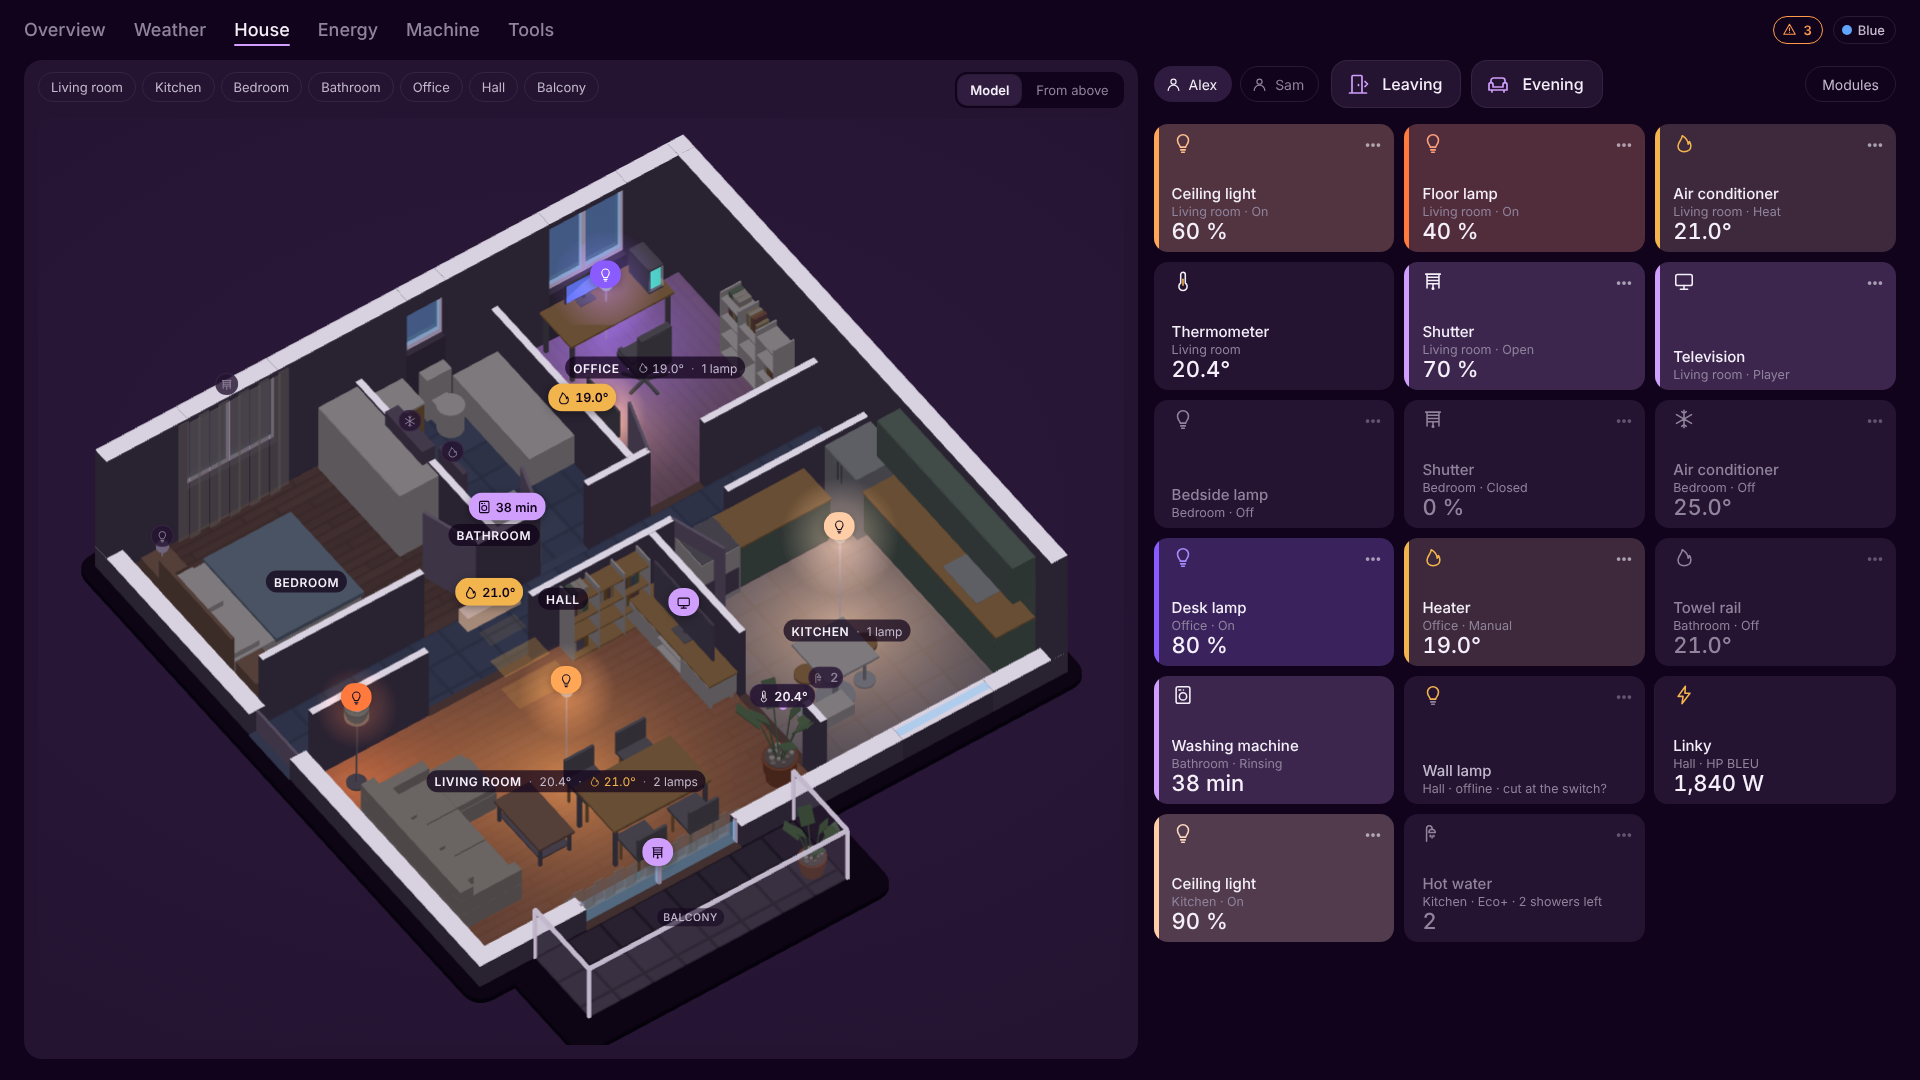 Overview Weather House Energy Machine Tools
3 Blue
Living room Kitchen Bedroom Bathroom Office Hall Balcony
Model From above
Alex Sam Leaving Evening Modules
OFFICE · 19.0° · 1 lamp
19.0°
38 min
BATHROOM
BEDROOM
21.0°
HALL
KITCHEN · 1 lamp
2
20.4°
LIVING ROOM · 20.4° · 21.0° · 2 lamps
BALCONY
Ceiling light
Living room · On
60 %
Floor lamp
Living room · On
40 %
Air conditioner
Living room · Heat
21.0°
Thermometer
Living room
20.4°
Shutter
Living room · Open
70 %
Television
Living room · Player
Bedside lamp
Bedroom · Off
Shutter
Bedroom · Closed
0 %
Air conditioner
Bedroom · Off
25.0°
Desk lamp
Office · On
80 %
Heater
Office · Manual
19.0°
Towel rail
Bathroom · Off
21.0°
Washing machine
Bathroom · Rinsing
38 min
Wall lamp
Hall · offline · cut at the switch?
Linky
Hall · HP BLEU
1,840 W
Ceiling light
Kitchen · On
90 %
Hot water
Kitchen · Eco+ · 2 showers left
2